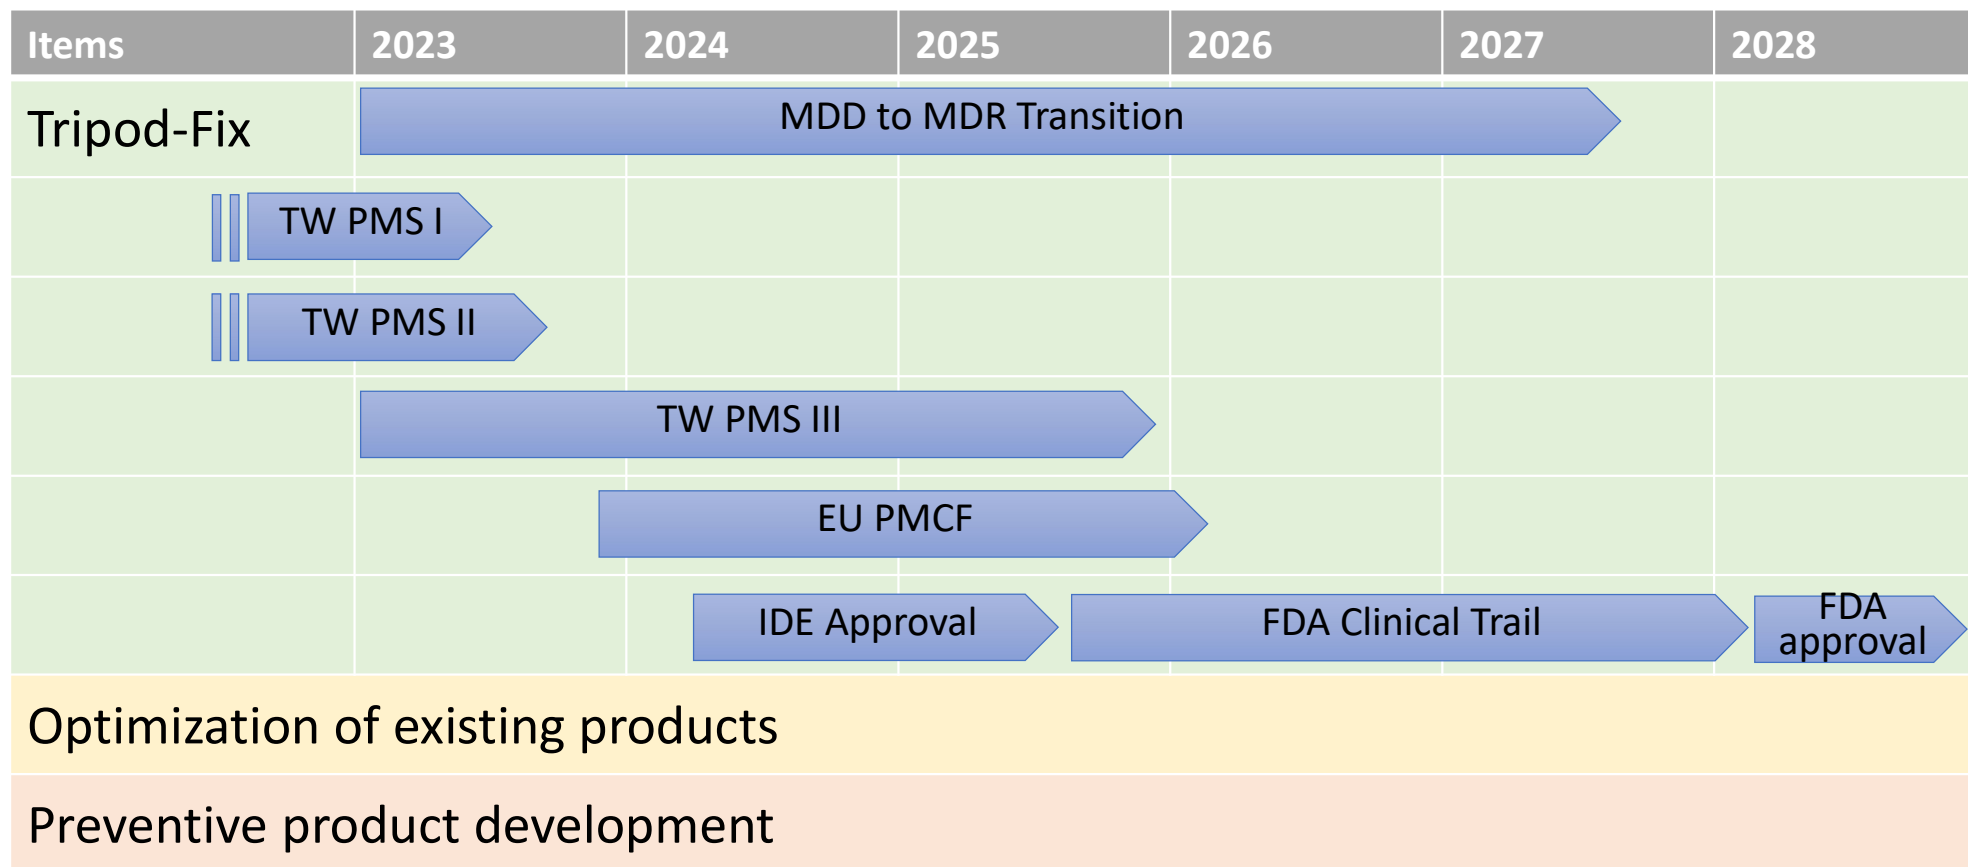 Items 2023 2024 2025 2026 2027 2028
Tripod-Fix MDD to MDR Transition
TW PMS I
TW PMS II
TW PMS III
EU PMCF
IDE Approval FDA Clinical Trail FDA
approval
Optimization of existing products
Preventive product development